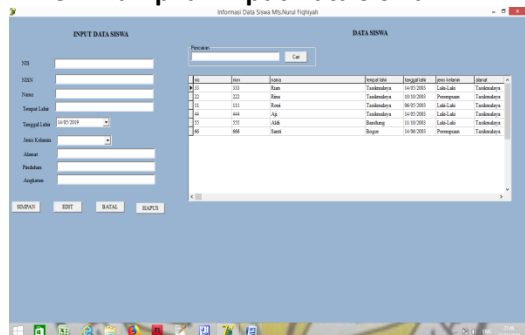 Informasi Data Siswa Mts.Nurul Fiqhiyah
INPUT DATA SISWA
DATA SISWA
Pencarian
Cari
NIS
NISN
Nama
Tempat Lahir
Tanggal Lahir 14/05/2019
Jenis Kelamin
Alamat
Angkatan
SIMPAN EDIT BATAL HAPUS
nis nisn nama tempat lahir tanggal lahir jenis kelamin alamat
33 333 Rian Tasikmalaya 14/05/2003 Laki-Laki Tasikmalaya
22 222 Rena Tasikmalaya 10/10/2003 Perempuan Tasikmalaya
11 111 Tasikmalaya 06/05/2003 Laki-Laki Tasikmalaya
44 444 Aji Tasikmalaya 14/05/2003 Laki-Laki Tasikmalaya
55 555 Aldi Bandung 11/10/2003 Laki-Laki Tasikmalaya
66 666 Santi Bogor 14/06/2003 Perempuan Tasikmalaya